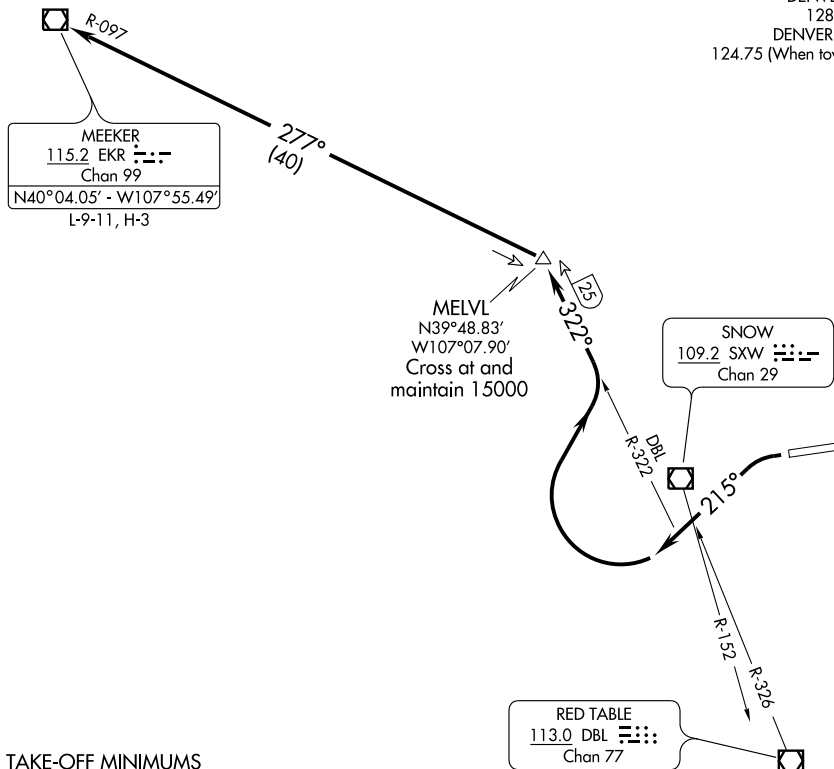 DENVE
128
DENVER
124.75 (When tov
R-097
MEEKER
115.2 EKR
Chan 99
N40°04.05' - W107°55.49'
L-9-11, H-3
277°
(40)
MELVL
N39°48.83'
W107°07.90'
Cross at and
maintain 15000
25
322°
SNOW
109.2 SXW
Chan 29
DBL
R-322
215°
R-152
R-326
RED TABLE
113.0 DBL
Chan 77
TAKE-OFF MINIMUMS